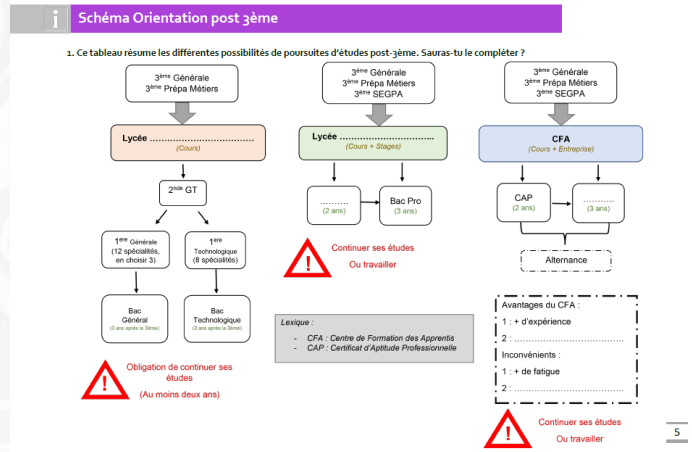 i
Schéma Orientation post 3ème
1. Ce tableau résume les différentes possibilités de poursuites d'études post-3ème. Sauras-tu le compléter ?
3ème Générale
3ème Prépa Métiers
Lycée ………………………………
(Cours)
2nde GT
1ere Générale
(12 spécialités,
en choisir 3)
1ere
Technologique
(8 spécialités)
Bac
Général
(3 ans après la 3ème)
Bac
Technologique
(3 ans après la 3ème)
!
Obligation de continuer ses
études
(Au moins deux ans)
3ème Générale
3ème Prépa Métiers
3ème SEGPA
Lycée ……………………………..
(Cours + Stages)
……….
(2 ans)
Bac Pro
(3 ans)
!
Continuer ses études
Ou travailler
Lexique :
- CFA : Centre de Formation des Apprentis
- CAP : Certificat d'Aptitude Professionnelle
3ème Générale
3ème Prépa Métiers
3ème SEGPA
CFA
(Cours + Entreprise)
CAP
(2 ans)
………..
(3 ans)
Alternance
Avantages du CFA :
1 : + d'expérience
2 : ……………………………….
Inconvénients :
1 : + de fatigue
2 : ……………………………….
!
Continuer ses études
Ou travailler
5